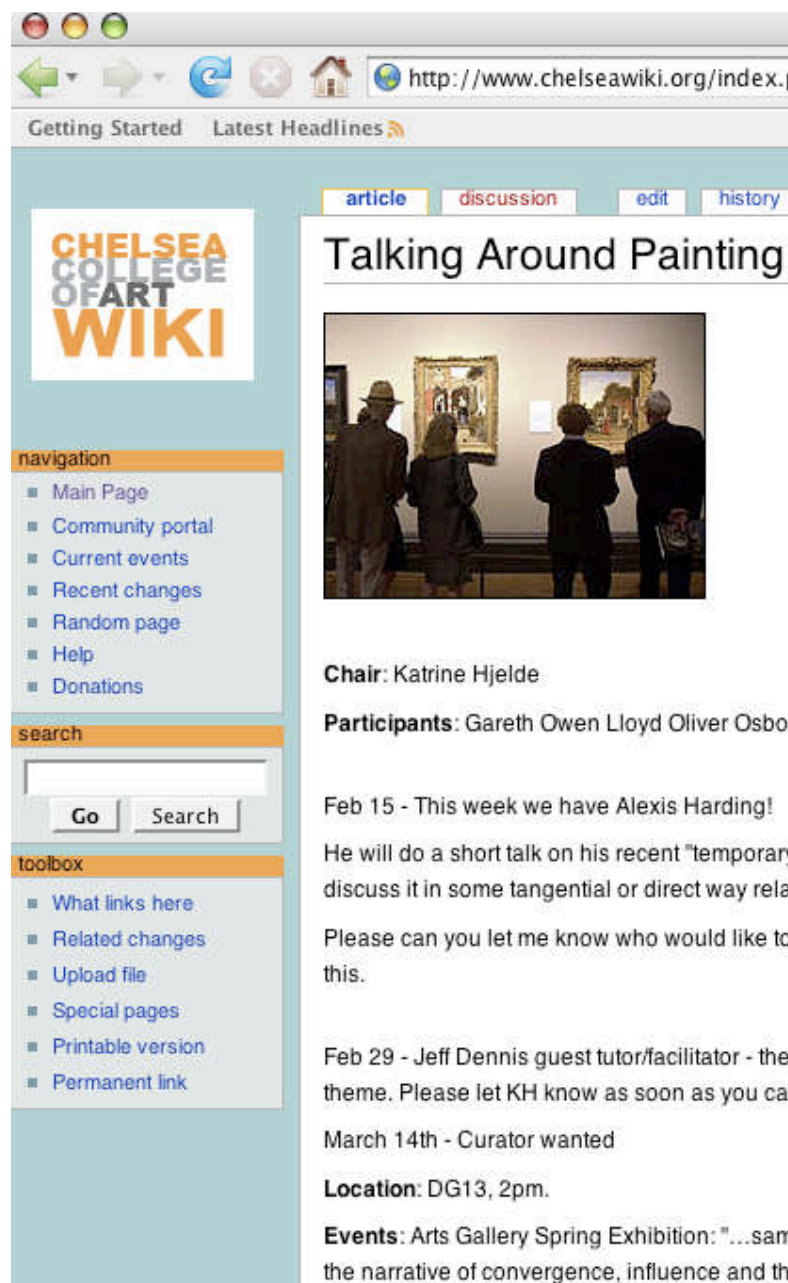 http://www.chelseawiki.org/index.p
Getting Started Latest Headlines
article discussion edit history
CHELSEA
COLLEGE
OFART
WIKI
Talking Around Painting
navigation
Main Page
Community portal
Current events
Recent changes
Random page
Help
Donations
search
Go Search
toolbox
What links here
Related changes
Upload file
Special pages
Printable version
Permanent link
Chair: Katrine Hjelde
Participants: Gareth Owen Lloyd Oliver Osbo
Feb 15 - This week we have Alexis Harding!
He will do a short talk on his recent "temporary
discuss it in some tangential or direct way rela
Please can you let me know who would like to
this.
Feb 29 - Jeff Dennis guest tutor/facilitator - the
theme. Please let KH know as soon as you ca
March 14th - Curator wanted
Location: DG13, 2pm.
Events: Arts Gallery Spring Exhibition: "...sam
the narrative of convergence, influence and th